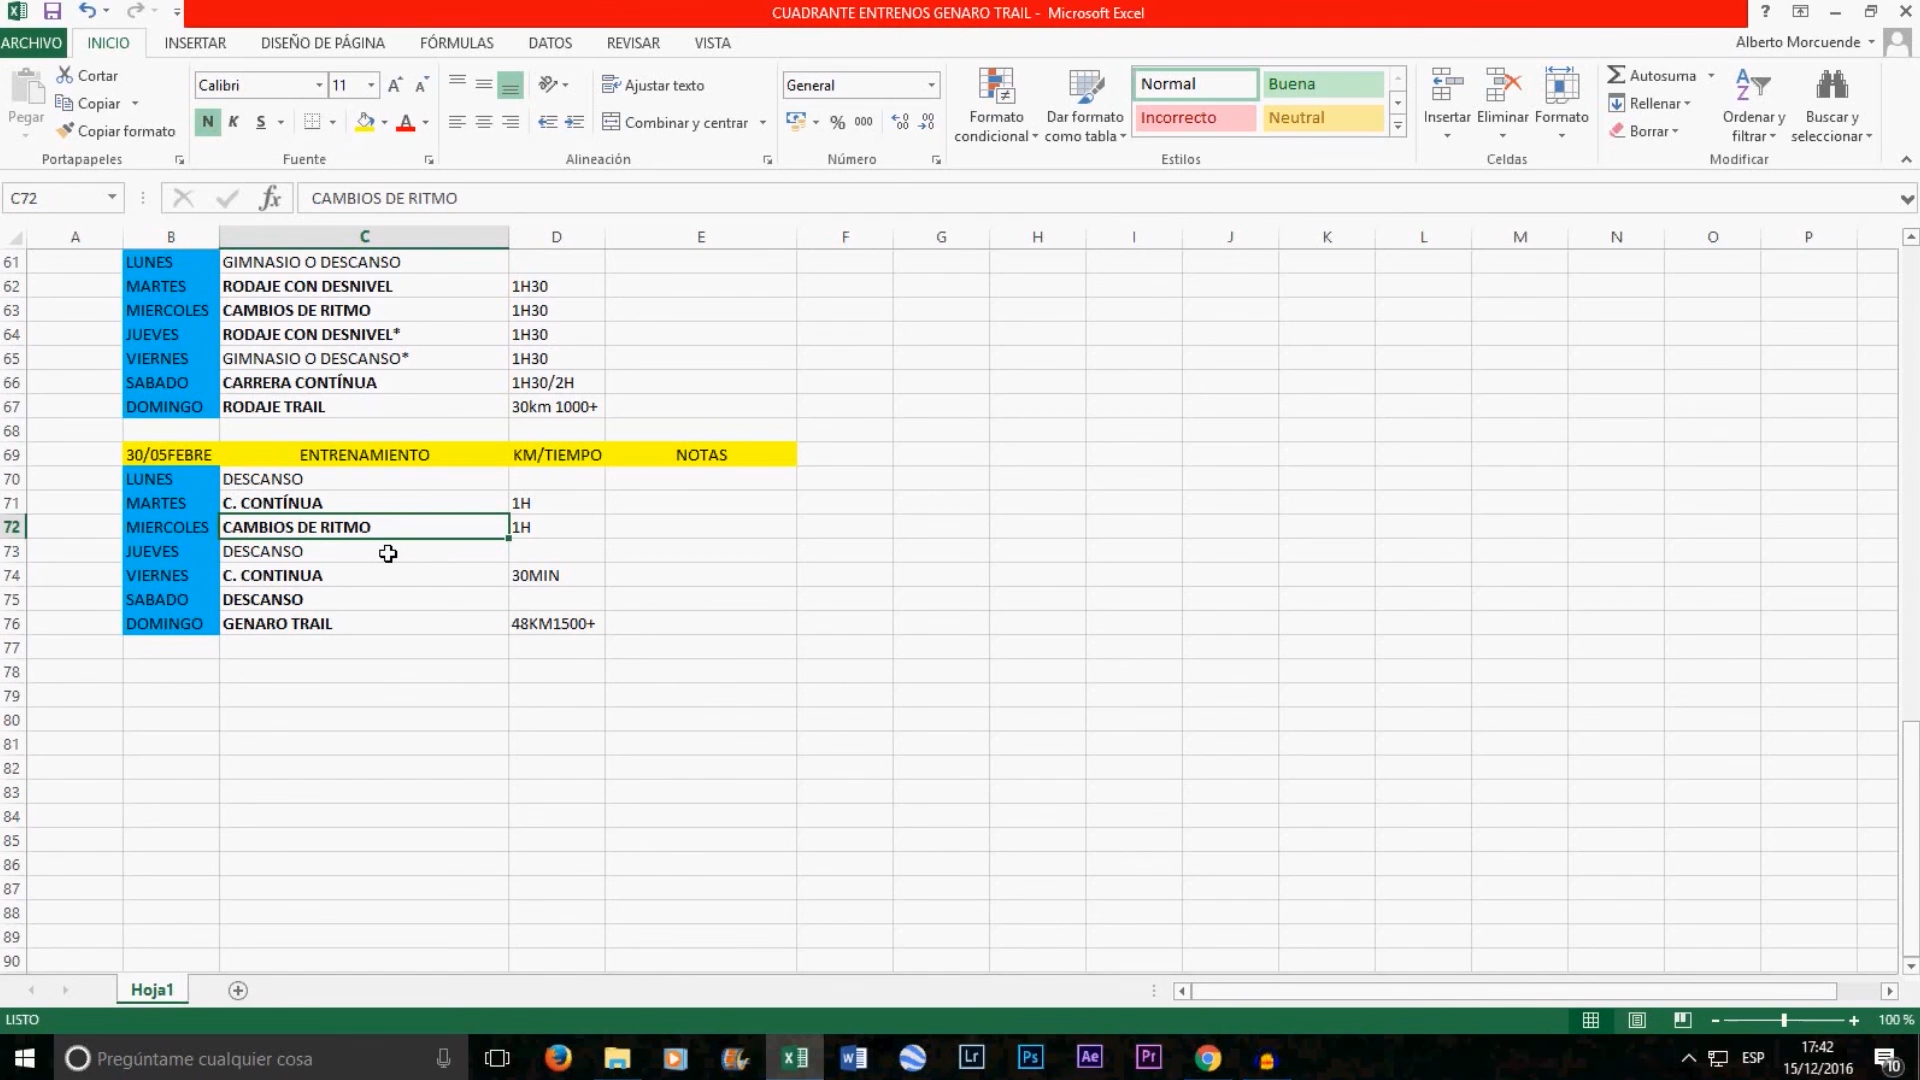 CUADRANTE ENTRENOS GENARO TRAIL - Microsoft Excel
ARCHIVO INICIO INSERTAR DISEÑO DE PÁGINA FÓRMULAS DATOS REVISAR VISTA Alberto Morcuende
Pegar Cortar Copiar Copiar formato Portapapeles
Calibri 11 N K S Fuente
Ajustar texto Combinar y centrar Alineación
General % 000 Número
Formato condicional Dar formato como tabla Normal Buena Incorrecto Neutral Estilos
Insertar Eliminar Formato Celdas
Autosuma Rellenar Borrar Ordenar y filtrar Buscar y seleccionar Modificar
C72 fx CAMBIOS DE RITMO
A B C D E F G H I J K L M N O P
61 LUNES GIMNASIO O DESCANSO
62 MARTES RODAJE CON DESNIVEL 1H30
63 MIERCOLES CAMBIOS DE RITMO 1H30
64 JUEVES RODAJE CON DESNIVEL* 1H30
65 VIERNES GIMNASIO O DESCANSO* 1H30
66 SABADO CARRERA CONTÍNUA 1H30/2H
67 DOMINGO RODAJE TRAIL 30km 1000+
68
69 30/05FEBRE ENTRENAMIENTO KM/TIEMPO NOTAS
70 LUNES DESCANSO
71 MARTES C. CONTÍNUA 1H
72 MIERCOLES CAMBIOS DE RITMO 1H
73 JUEVES DESCANSO
74 VIERNES C. CONTINUA 30MIN
75 SABADO DESCANSO
76 DOMINGO GENARO TRAIL 48KM1500+
77
78
79
80
81
82
83
84
85
86
87
88
89
90
Hoja1
LISTO 100 %
Pregúntame cualquier cosa Lr Ps Ae Pr ESP 17:42 15/12/2016 10